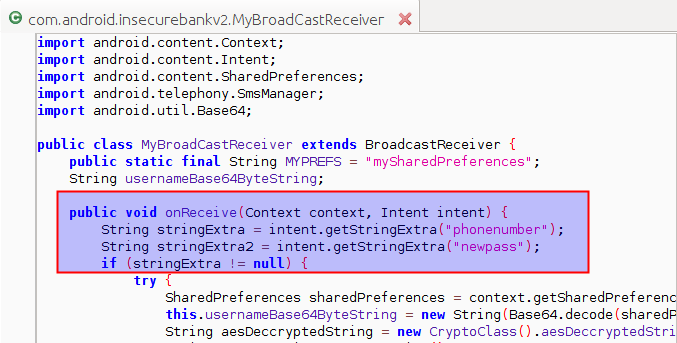 com.android.insecurebankv2.MyBroadCastReceiver
import android.content.Context;
import android.content.Intent;
import android.content.SharedPreferences;
import android.telephony.SmsManager;
import android.util.Base64;
public class MyBroadCastReceiver extends BroadcastReceiver {
public static final String MYPREFS = "mySharedPreferences";
String usernameBase64ByteString;
public void onReceive(Context context, Intent intent) {
String stringExtra = intent.getStringExtra("phonenumber");
String stringExtra2 = intent.getStringExtra("newpass");
if (stringExtra != null) {
try {
SharedPreferences sharedPreferences = context.getSharedPreference
this.usernameBase64ByteString = new String(Base64.decode(sharedP
String aesDeccryptedString = new CryptoClass().aesDeccryptedStri